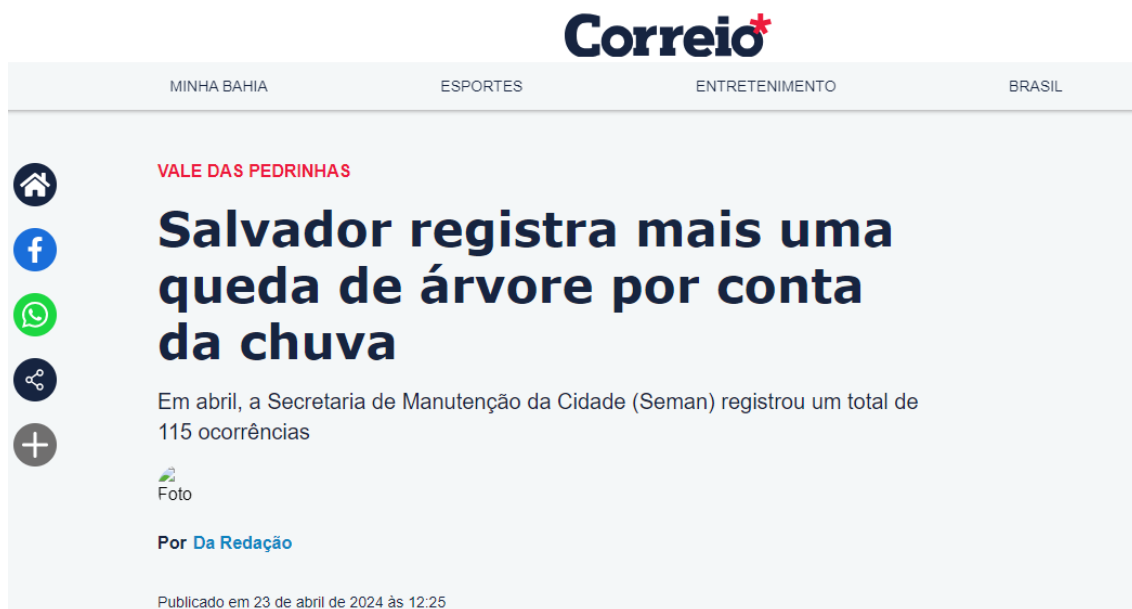 Correio*
MINHA BAHIA ESPORTES ENTRETENIMENTO BRASIL
VALE DAS PEDRINHAS
Salvador registra mais uma
queda de árvore por conta
da chuva
Em abril, a Secretaria de Manutenção da Cidade (Seman) registrou um total de
115 ocorrências
Foto
Por Da Redação
Publicado em 23 de abril de 2024 às 12:25